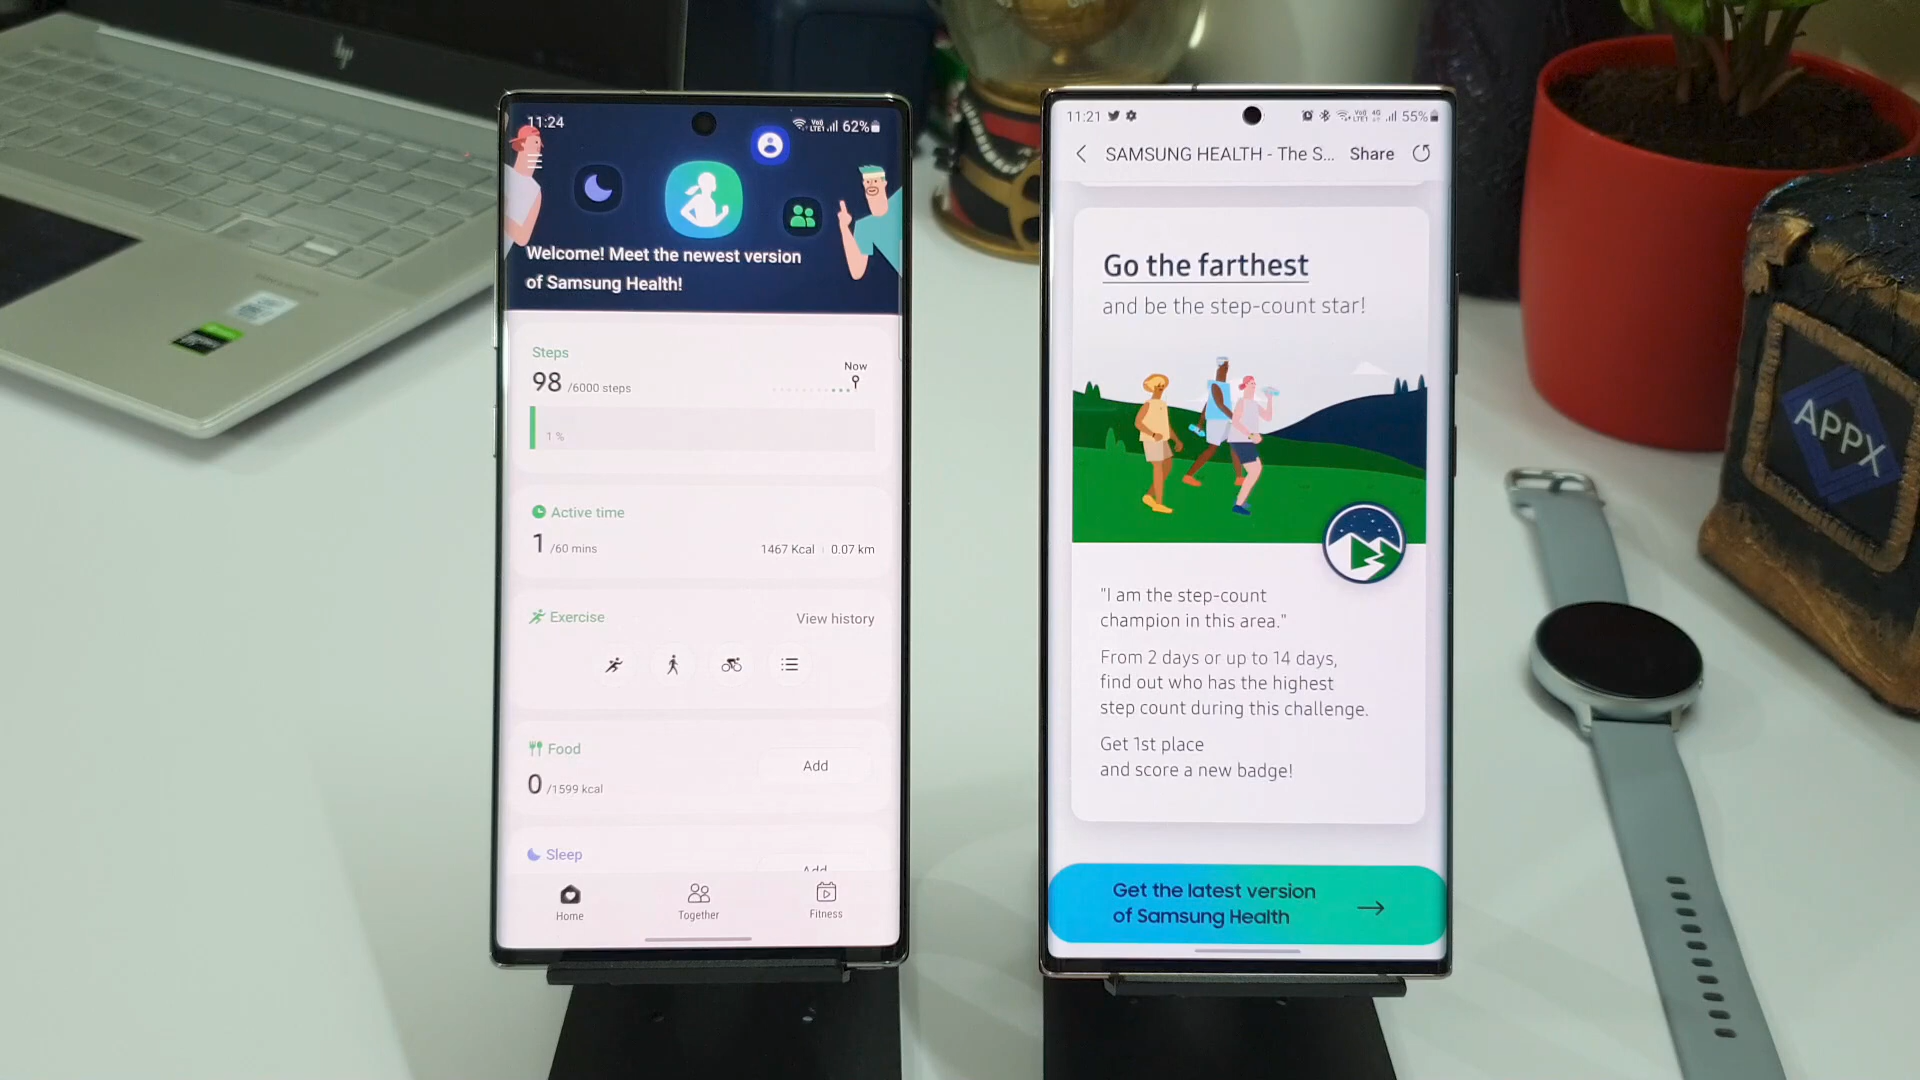 hp
11:24
VoB
LTE1
62%
Welcome! Meet the newest version
of Samsung Health!
Steps
98 /6000 steps
Now
1 %
Active time
1 /60 mins
1467 Kcal
0.07 km
Exercise
View history
Food
0 /1599 kcal
Add
Sleep
Add
Home
Together
Fitness
11:21
55%
SAMSUNG HEALTH - The S...
Share
Go the farthest
and be the step-count star!
"I am the step-count
champion in this area."
From 2 days or up to 14 days,
find out who has the highest
step count during this challenge.
Get 1st place
and score a new badge!
Get the latest version
of Samsung Health
APPX